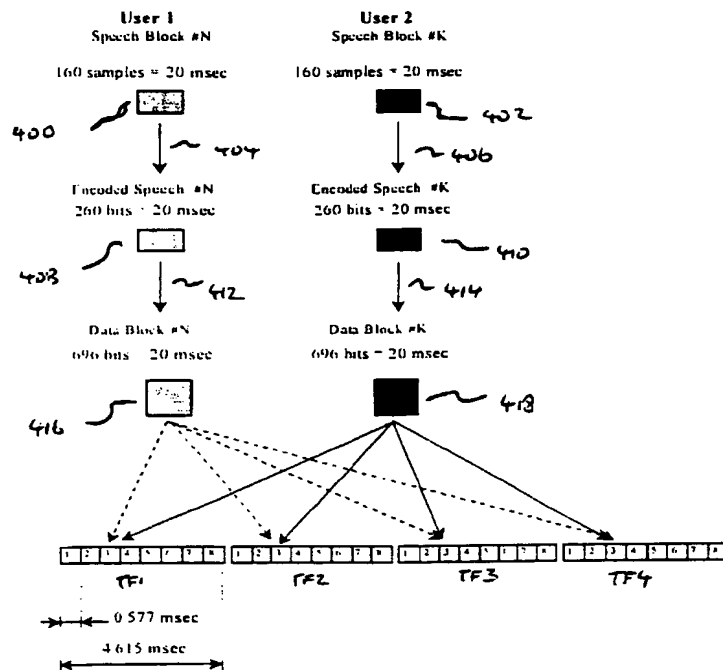 User 1 User 2
Speech Block #N Speech Block #K
160 samples = 20 msec 160 samples = 20 msec
400 402
404 406
Encoded Speech #N Encoded Speech #K
260 bits = 20 msec 260 bits = 20 msec
408 410
412 414
Data Block #N Data Block #K
696 bits = 20 msec 696 bits = 20 msec
416 418
1 2 3 4 5 6 7 8 1 2 3 4 5 6 7 8 1 2 3 4 5 6 7 8 1 2 3 4 5 6 7 8
TF1 TF2 TF3 TF4
0.577 msec
4.615 msec